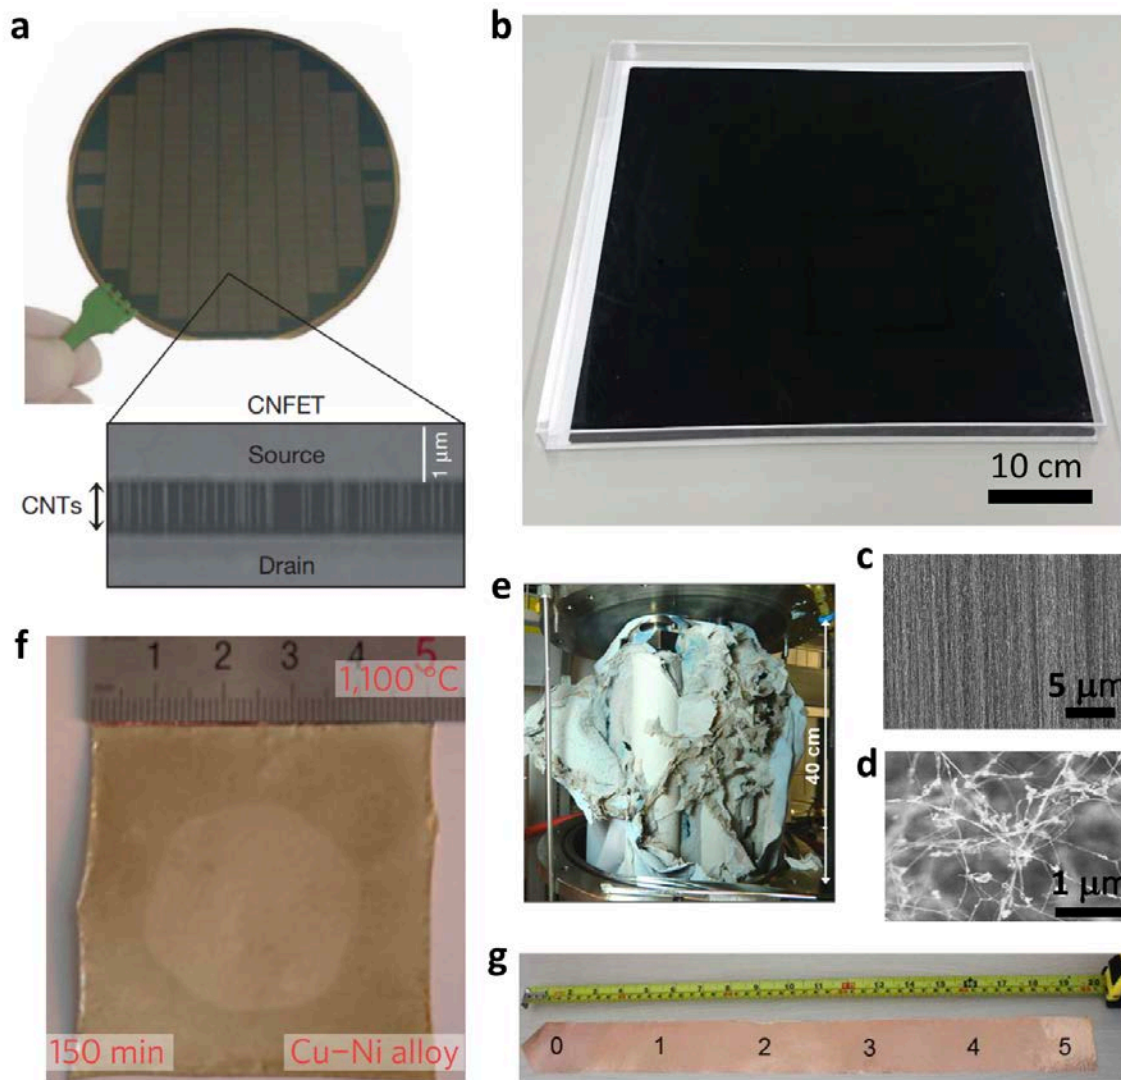 a
b
CNFET
Source
1 μm
CNTs
Drain
10 cm
c
5 μm
e
40 cm
d
1 μm
f
1 2 3 4 5
1,100 °C
150 min
Cu–Ni alloy
g
0 1 2 3 4 5